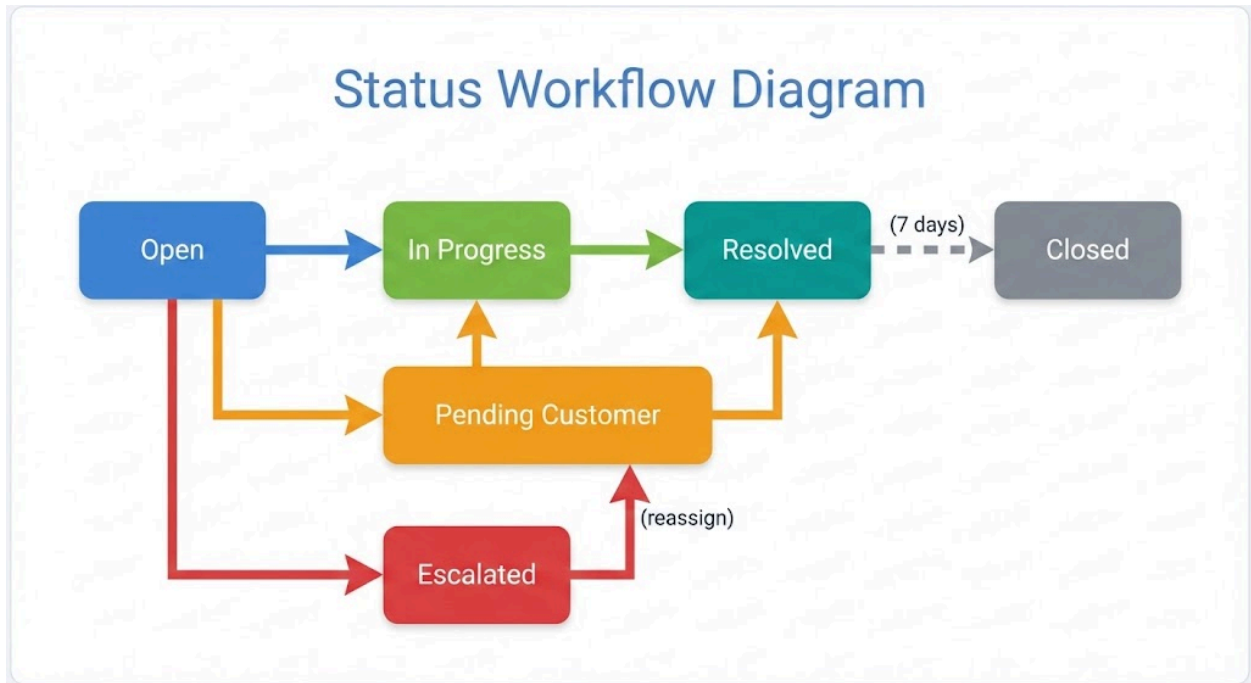 Status Workflow Diagram
Open
In Progress
Resolved
(7 days)
Closed
Pending Customer
(reassign)
Escalated